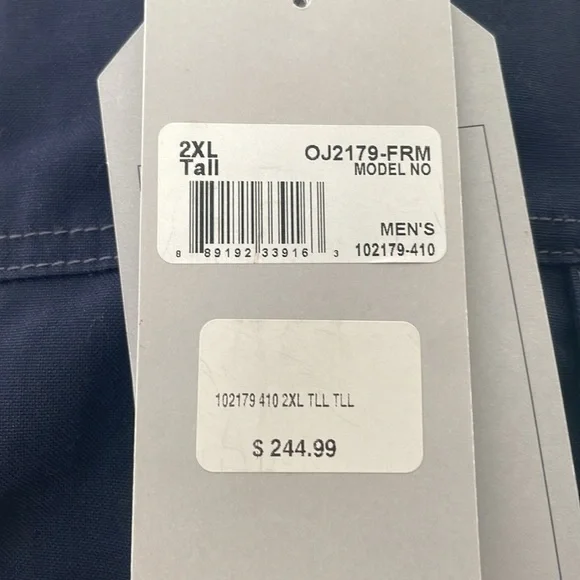 2XL OJ2179-FRM
Tall MODEL NO
MEN'S
8 89192 33916 3 102179-410
102179 410 2XL TLL TLL
$ 244.99